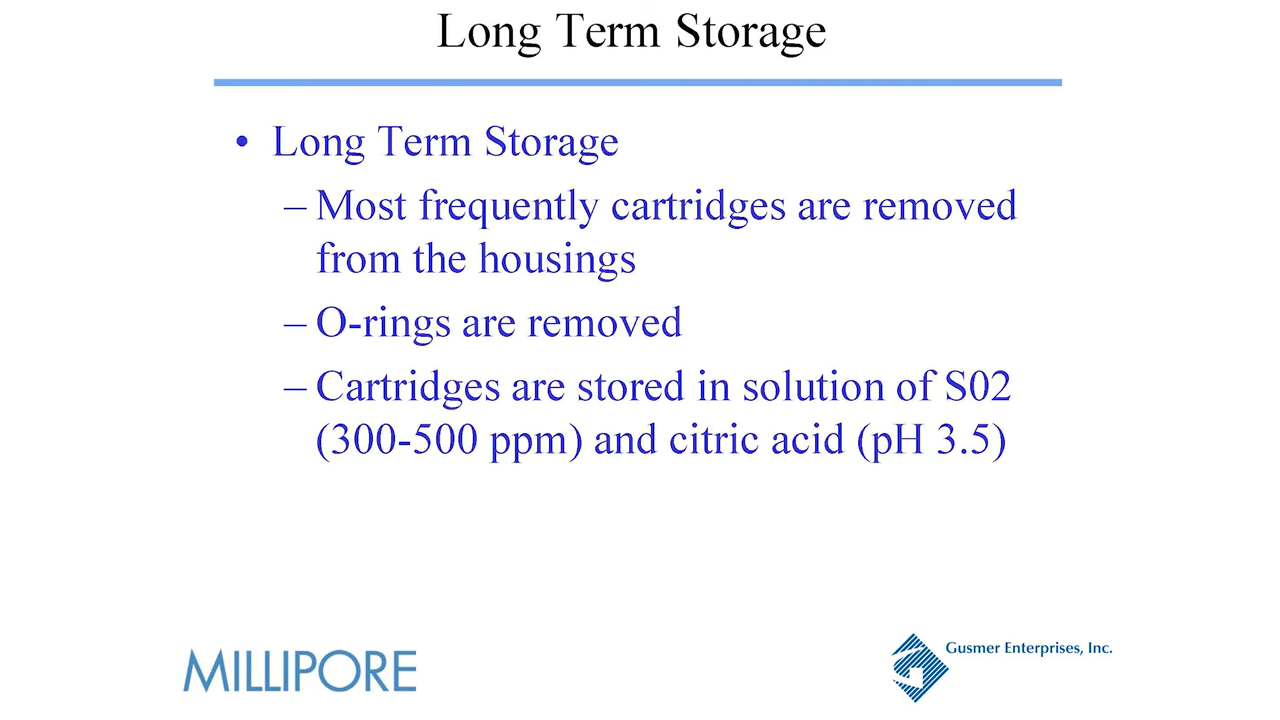 Long Term Storage
• Long Term Storage
– Most frequently cartridges are removed
from the housings
– O-rings are removed
– Cartridges are stored in solution of S02
(300-500 ppm) and citric acid (pH 3.5)
MILLIPORE
Gusmer Enterprises, Inc.